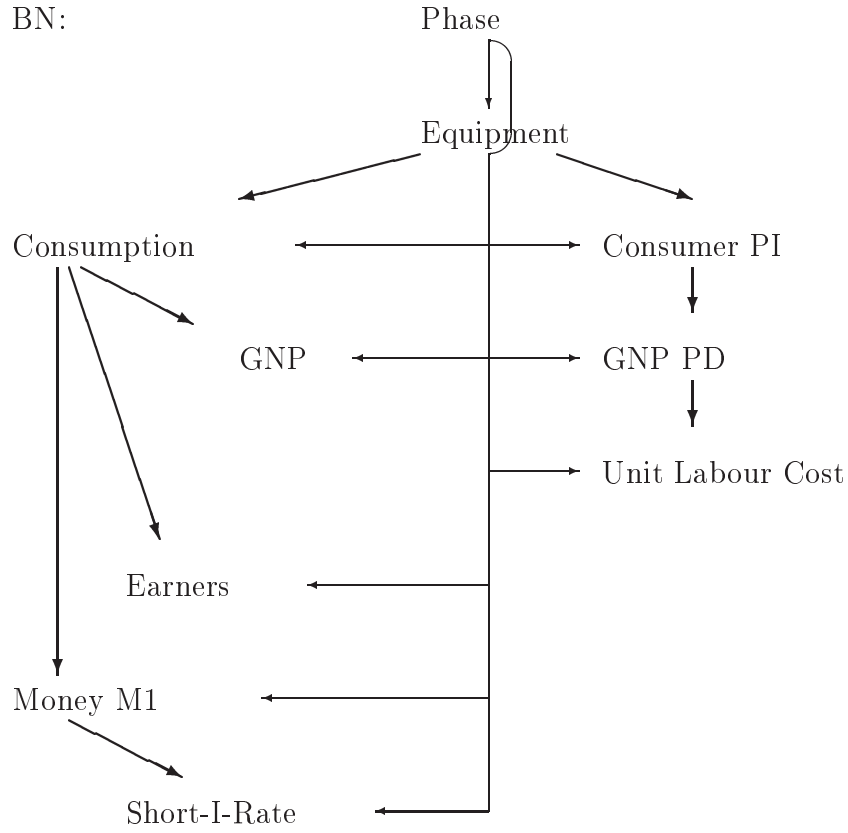 BN:
Phase
Equipment
Consumption
Consumer PI
GNP
GNP PD
Unit Labour Cost
Earners
Money M1
Short-I-Rate